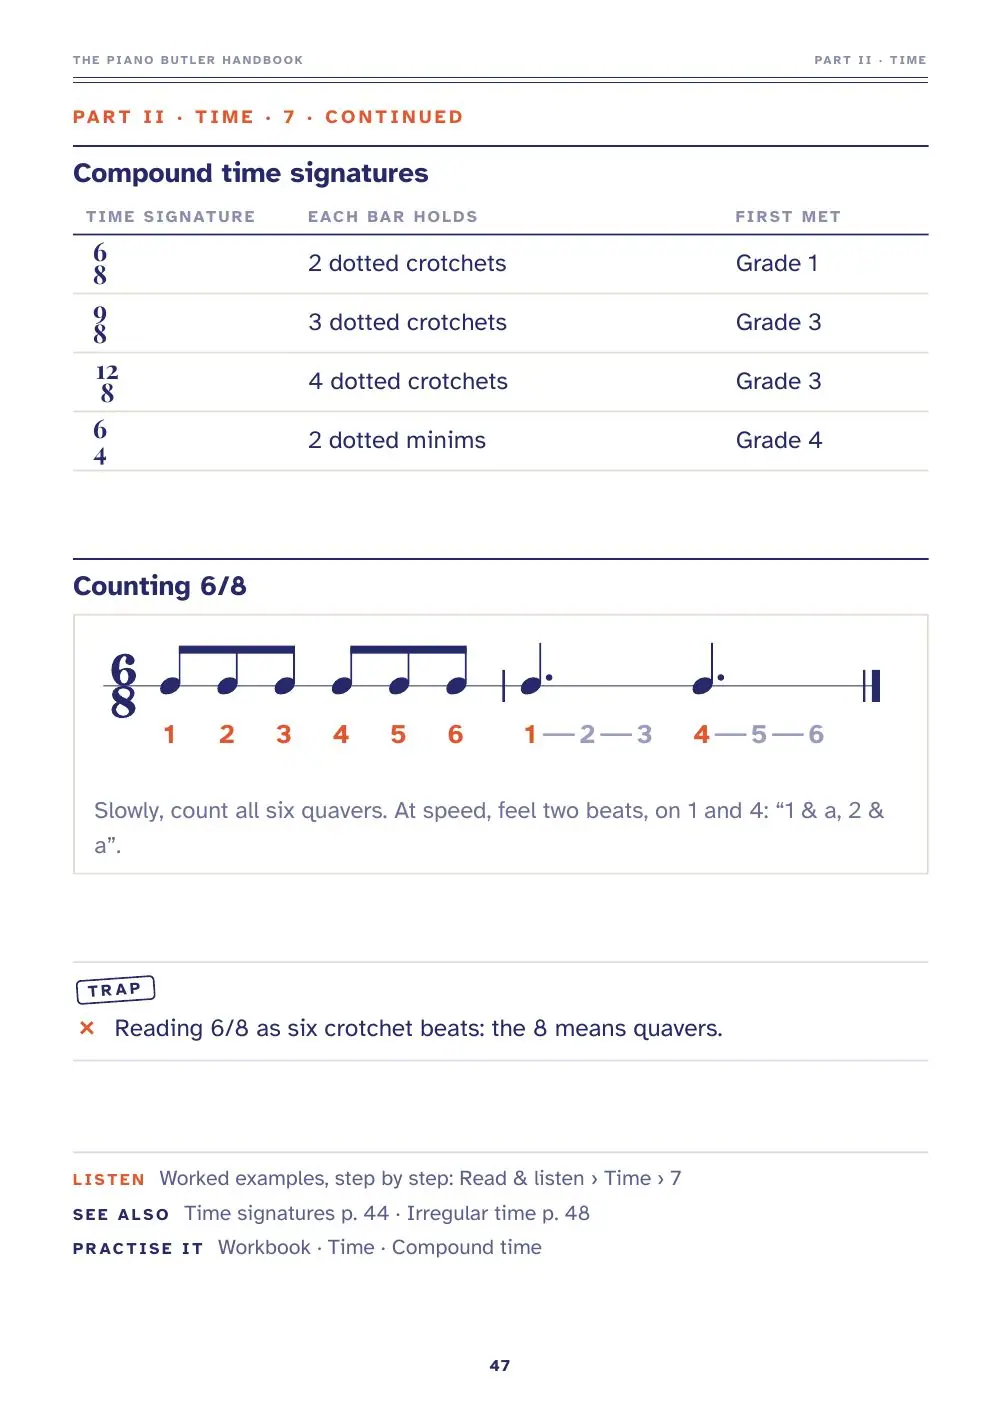 THE PIANO BUTLER HANDBOOK PART II · TIME
PART II · TIME · 7 · CONTINUED
Compound time signatures
TIME SIGNATURE EACH BAR HOLDS FIRST MET
6
8 2 dotted crotchets Grade 1
9
8 3 dotted crotchets Grade 3
12
8 4 dotted crotchets Grade 3
6
4 2 dotted minims Grade 4
Counting 6/8
6
8
1 2 3 4 5 6 1 — 2 — 3 4 — 5 — 6
Slowly, count all six quavers. At speed, feel two beats, on 1 and 4: “1 & a, 2 &
a”.
TRAP
× Reading 6/8 as six crotchet beats: the 8 means quavers.
LISTEN Worked examples, step by step: Read & listen › Time › 7
SEE ALSO Time signatures p. 44 · Irregular time p. 48
PRACTISE IT Workbook · Time · Compound time
47